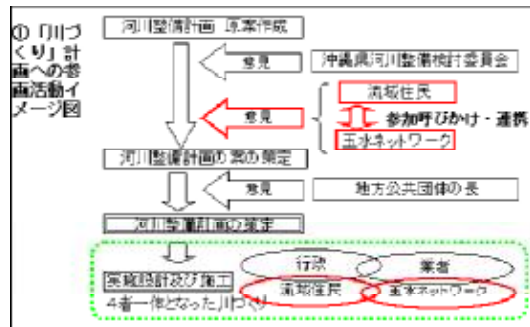 ①「川づ
くり」計
画への参
画活動イ
メージ図
河川整備計画 原案作成
意見
沖縄県河川整備検討委員会
意見
流域住民
参加呼びかけ・連携
玉水ネットワーク
河川整備計画の案の策定
意見
地方公共団体の長
河川整備計画の策定
実施設計及び施工
4者一体となった川づくり
行政
業者
流域住民
玉水ネットワーク